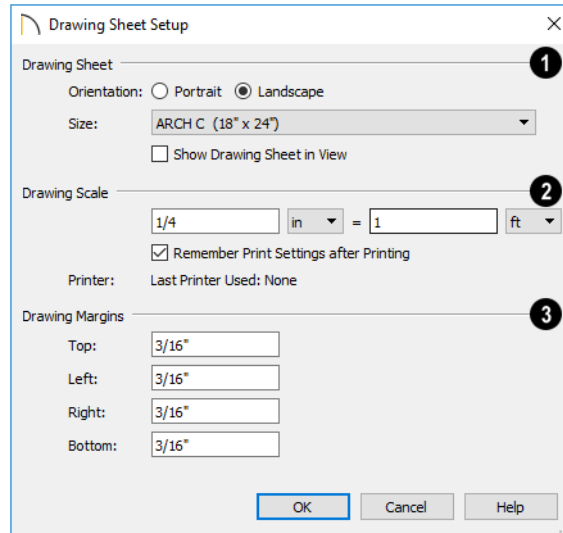 Drawing Sheet Setup
Drawing Sheet 1
Orientation: Portrait Landscape
Size: ARCH C (18" x 24")
Show Drawing Sheet in View
Drawing Scale 2
1/4 in = 1 ft
Remember Print Settings after Printing
Printer: Last Printer Used: None
Drawing Margins 3
Top: 3/16"
Left: 3/16"
Right: 3/16"
Bottom: 3/16"
OK Cancel Help